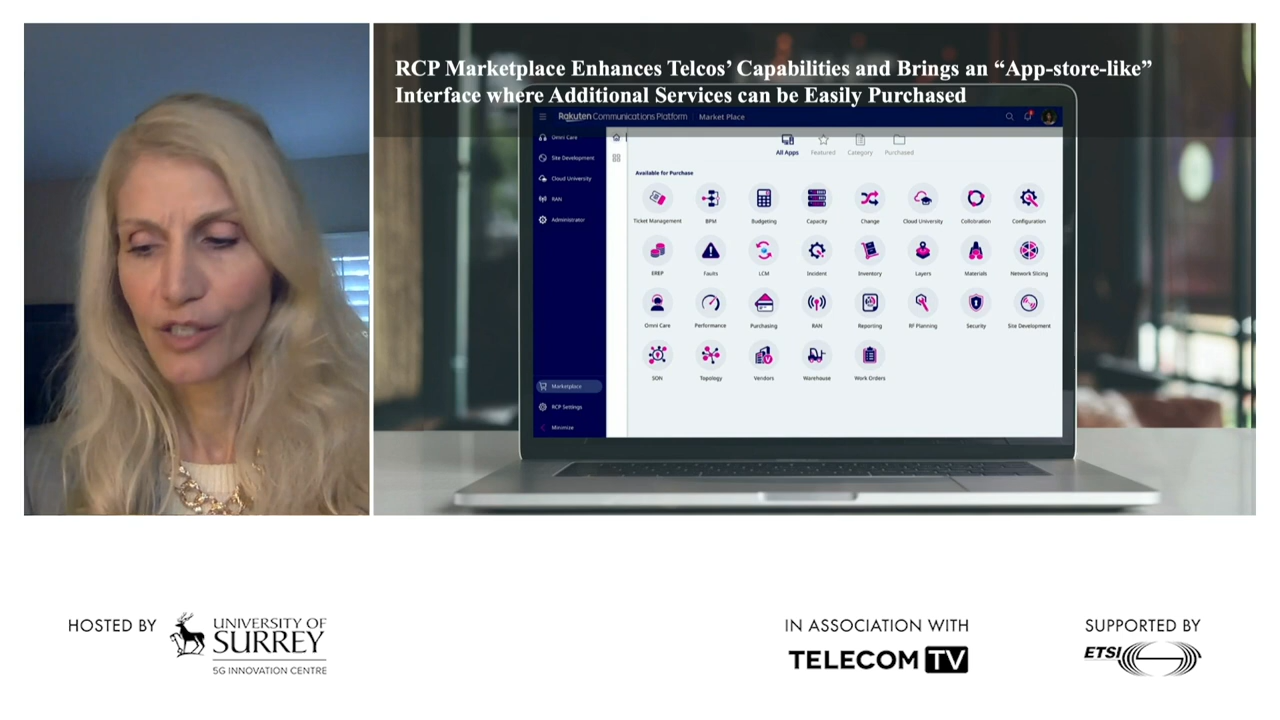 RCP Marketplace Enhances Telcos’ Capabilities and Brings an “App-store-like”
Interface where Additional Services can be Easily Purchased
Rakuten Communications Platform | Market Place
Omni Care
Site Development
Cloud University
RAN
Administrator
Marketplace
RCP Settings
Minimize
All Apps Featured Category Purchased
Available for Purchase
Ticket Management BPM Budgeting Capacity Change Cloud University Collobration Configuration
EREP Faults LCM Incident Inventory Layers Materials Network Slicing
Omni Care Performance Purchasing RAN Reporting RF Planning Security Site Development
SON Topology Vendors Warehouse Work Orders
HOSTED BY
UNIVERSITY OF
SURREY
5G INNOVATION CENTRE
IN ASSOCIATION WITH
TELECOM TV
SUPPORTED BY
ETSI